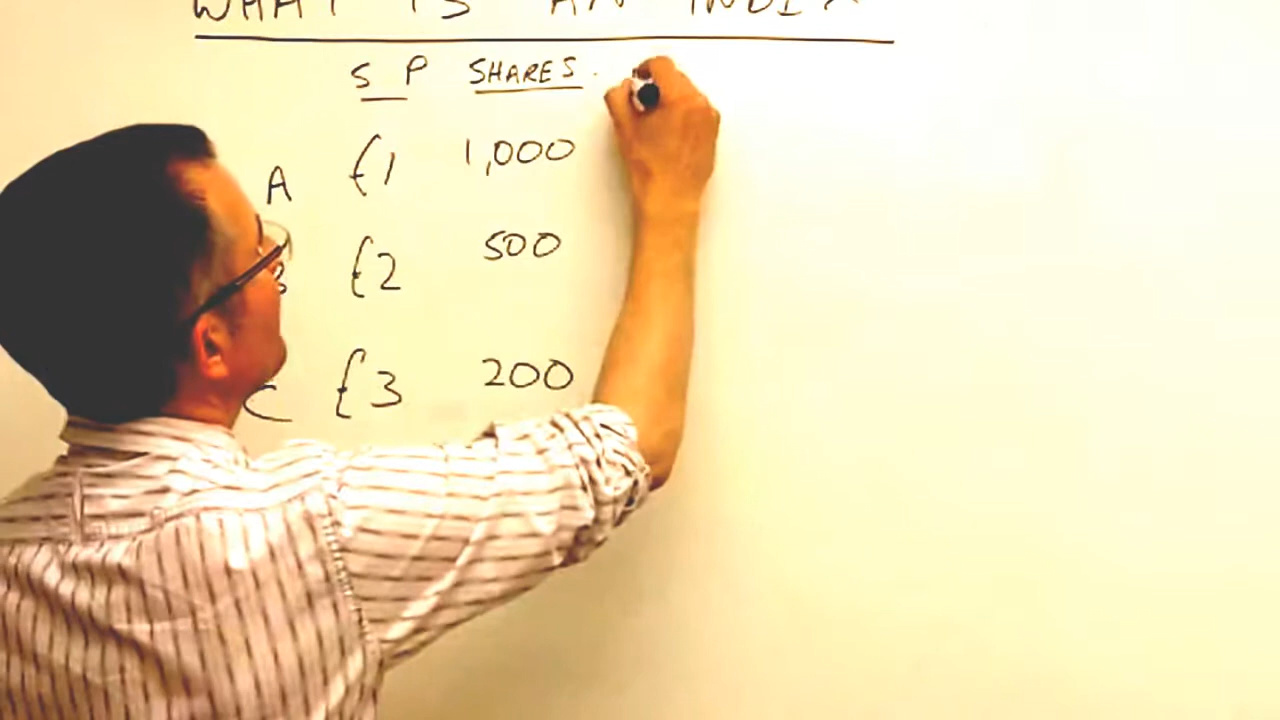 WHAT IS AN INDEX
S P SHARES.
A £1 1,000
B £2 500
C £3 200